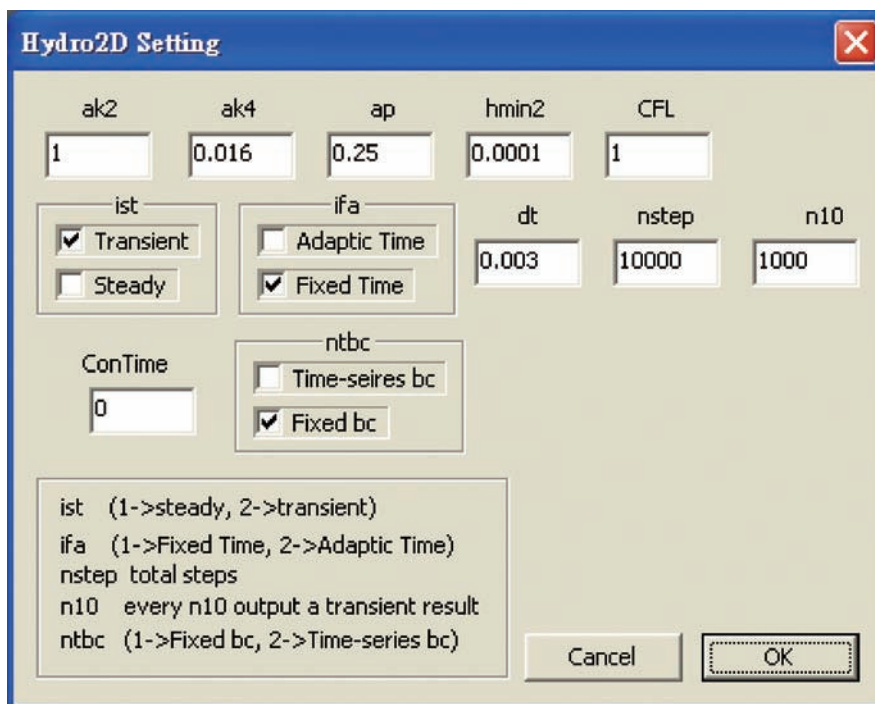 Hydro2D Setting
ak2 ak4 ap hmin2 CFL
1 0.016 0.25 0.0001 1
ist ifa dt nstep n10
Transient Adaptic Time
0.003 10000 1000
Steady Fixed Time
ntbc
ConTime
Time-seires bc
0
Fixed bc
ist (1->steady, 2->transient)
ifa (1->Fixed Time, 2->Adaptic Time)
nstep total steps
n10 every n10 output a transient result
ntbc (1->Fixed bc, 2->Time-series bc)
Cancel OK